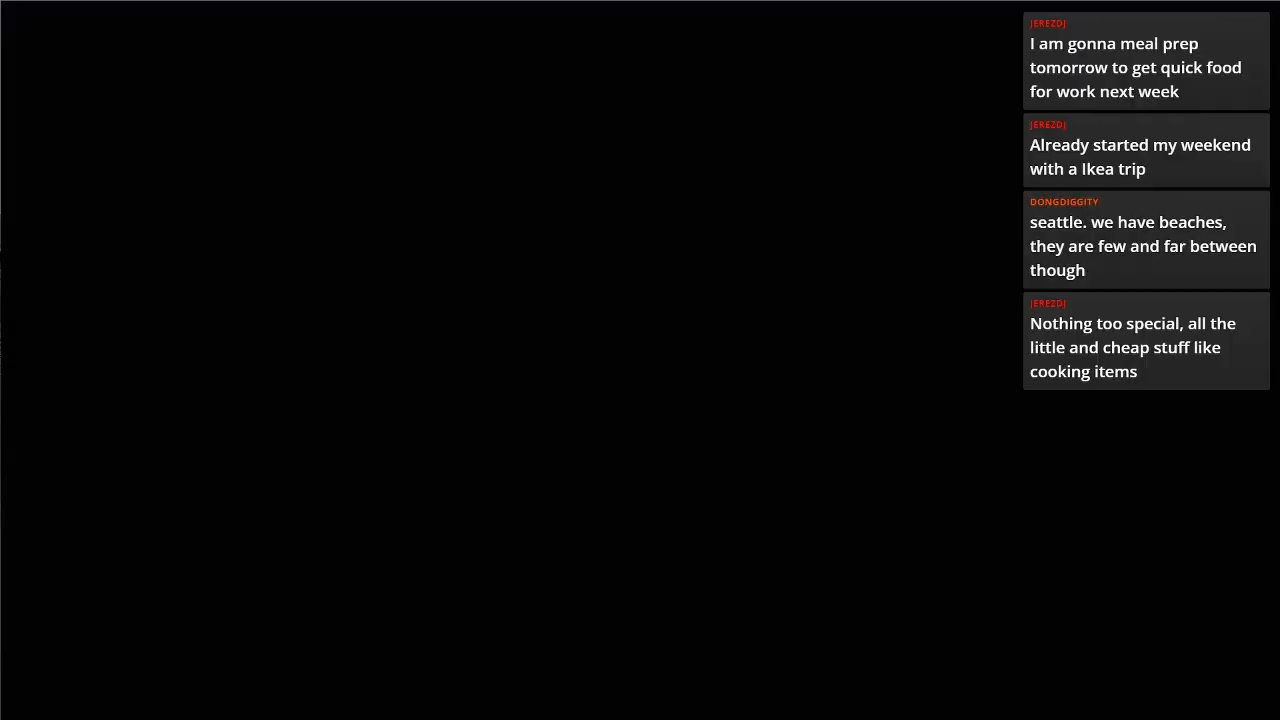 JEREZDJ
I am gonna meal prep
tomorrow to get quick food
for work next week
JEREZDJ
Already started my weekend
with a Ikea trip
DONGDIGGITY
seattle. we have beaches,
they are few and far between
though
JEREZDJ
Nothing too special, all the
little and cheap stuff like
cooking items